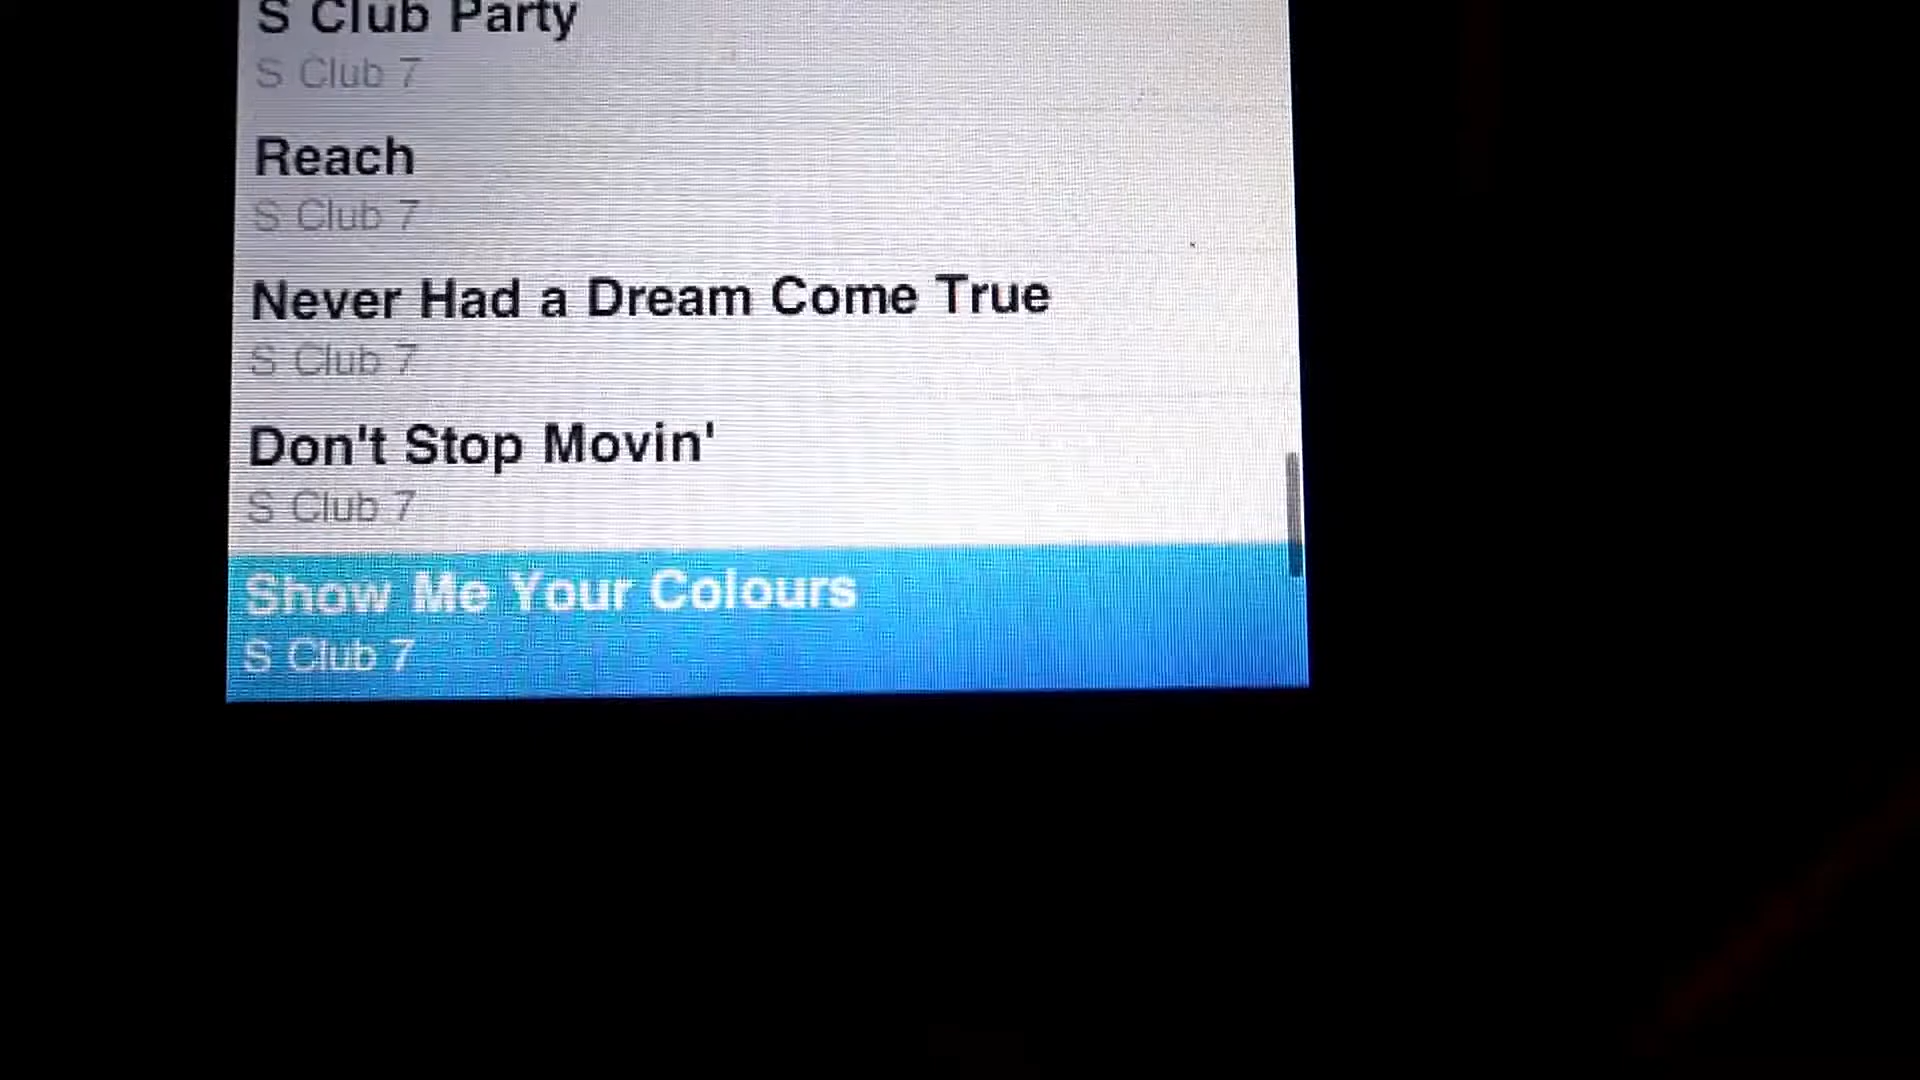 S Club Party
S Club 7
Reach
S Club 7
Never Had a Dream Come True
S Club 7
Don't Stop Movin'
S Club 7
Show Me Your Colours
S Club 7